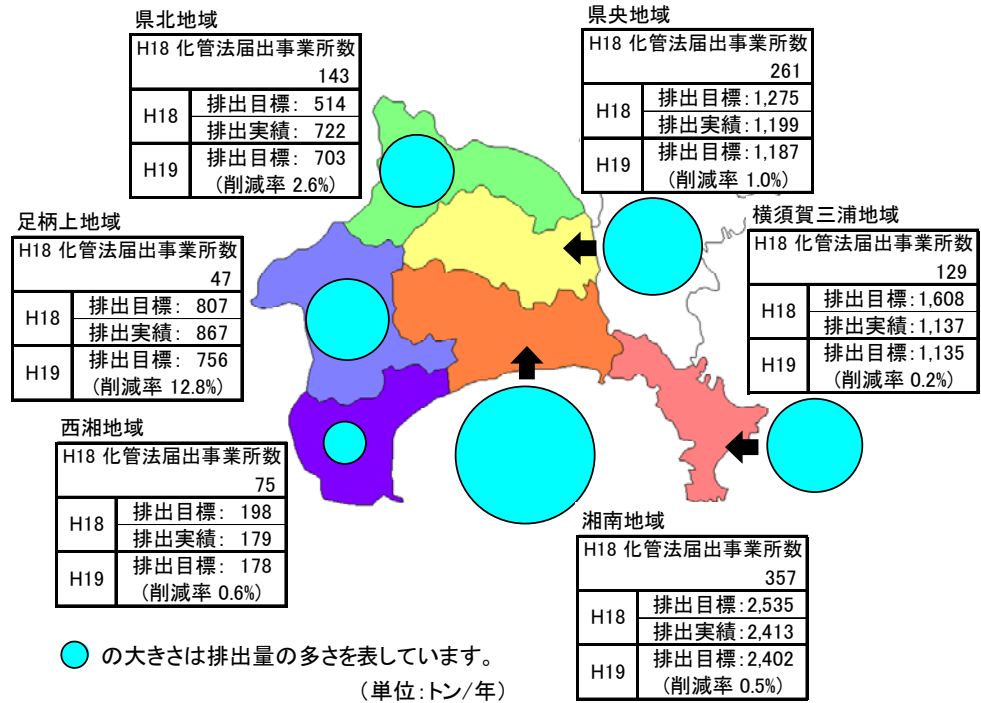 県北地域
H18 化管法届出事業所数
143
H18
排出目標: 514
排出実績: 722
H19
排出目標: 703
(削減率 2.6%)
県央地域
H18 化管法届出事業所数
261
H18
排出目標:1,275
排出実績:1,199
H19
排出目標:1,187
(削減率 1.0%)
足柄上地域
H18 化管法届出事業所数
47
H18
排出目標: 807
排出実績: 867
H19
排出目標: 756
(削減率 12.8%)
横須賀三浦地域
H18 化管法届出事業所数
129
H18
排出目標:1,608
排出実績:1,137
H19
排出目標:1,135
(削減率 0.2%)
西湘地域
H18 化管法届出事業所数
75
H18
排出目標: 198
排出実績: 179
H19
排出目標: 178
(削減率 0.6%)
湘南地域
H18 化管法届出事業所数
357
H18
排出目標:2,535
排出実績:2,413
H19
排出目標:2,402
(削減率 0.5%)
の大きさは排出量の多さを表しています。
(単位:トン/年)